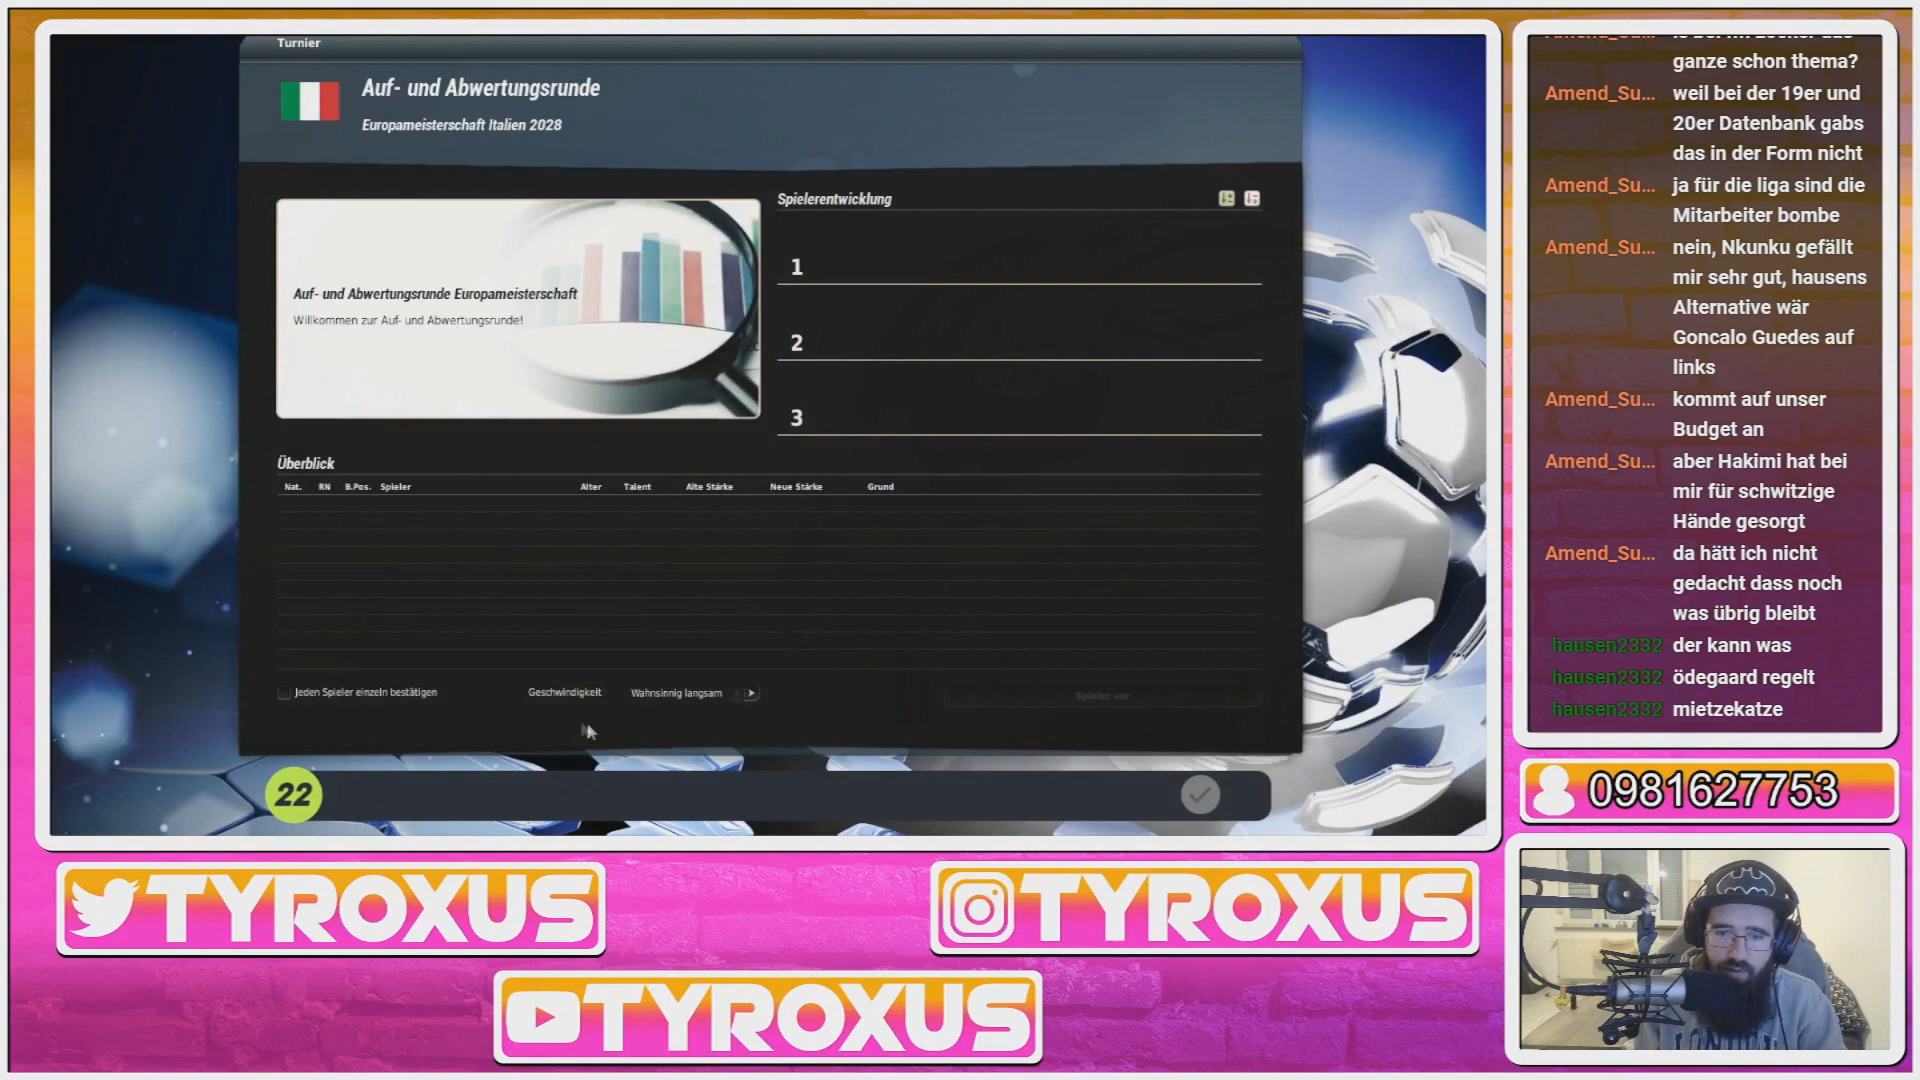 Turnier
Auf- und Abwertungsrunde
Europameisterschaft Italien 2028
Auf- und Abwertungsrunde Europameisterschaft
Willkommen zur Auf- und Abwertungsrunde!
Spielerentwicklung
1
2
3
Überblick
Nat. RN B.Pos. Spieler Alter Talent Alte Stärke Neue Stärke Grund
Jeden Spieler einzeln bestätigen Geschwindigkeit Wahnsinnig langsam Spieler vor
22
ganze schon thema?
Amend_Su... weil bei der 19er und
20er Datenbank gabs
das in der Form nicht
Amend_Su... ja für die liga sind die
Mitarbeiter bombe
Amend_Su... nein, Nkunku gefällt
mir sehr gut, hausens
Alternative wär
Goncalo Guedes auf
links
Amend_Su... kommt auf unser
Budget an
Amend_Su... aber Hakimi hat bei
mir für schwitzige
Hände gesorgt
Amend_Su... da hätt ich nicht
gedacht dass noch
was übrig bleibt
hausen2332 der kann was
hausen2332 ödegaard regelt
hausen2332 mietzekatze
0981627753
TYROXUS
TYROXUS
TYROXUS